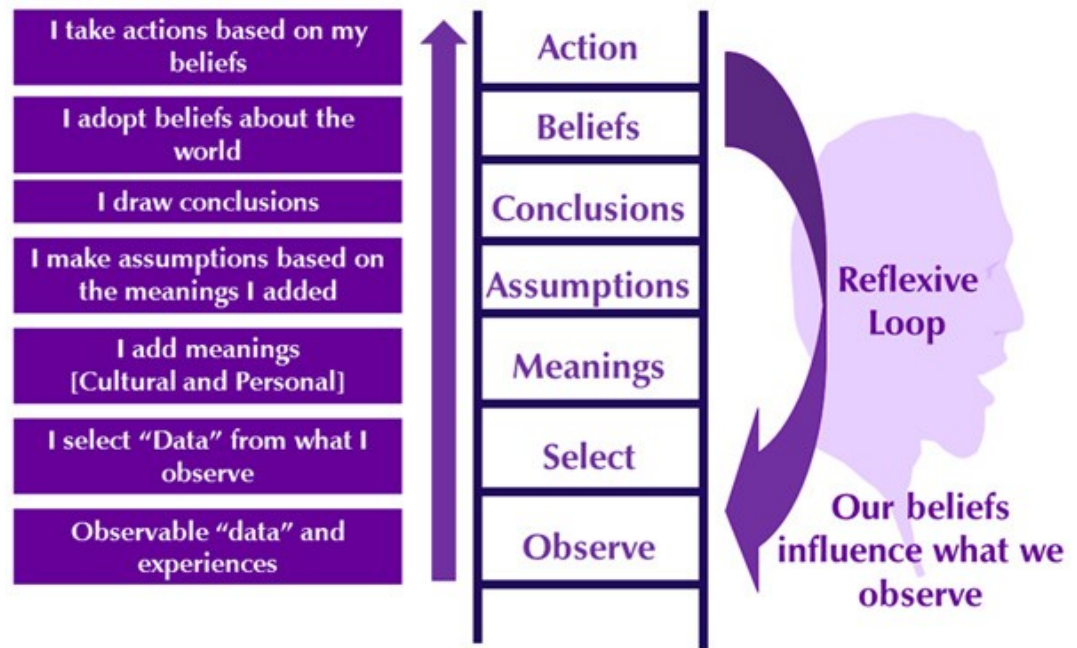 I take actions based on my
beliefs
I adopt beliefs about the
world
I draw conclusions
I make assumptions based on
the meanings I added
I add meanings
[Cultural and Personal]
I select “Data” from what I
observe
Observable “data” and
experiences
Action
Beliefs
Conclusions
Assumptions
Meanings
Select
Observe
Reflexive
Loop
Our beliefs
influence what we
observe